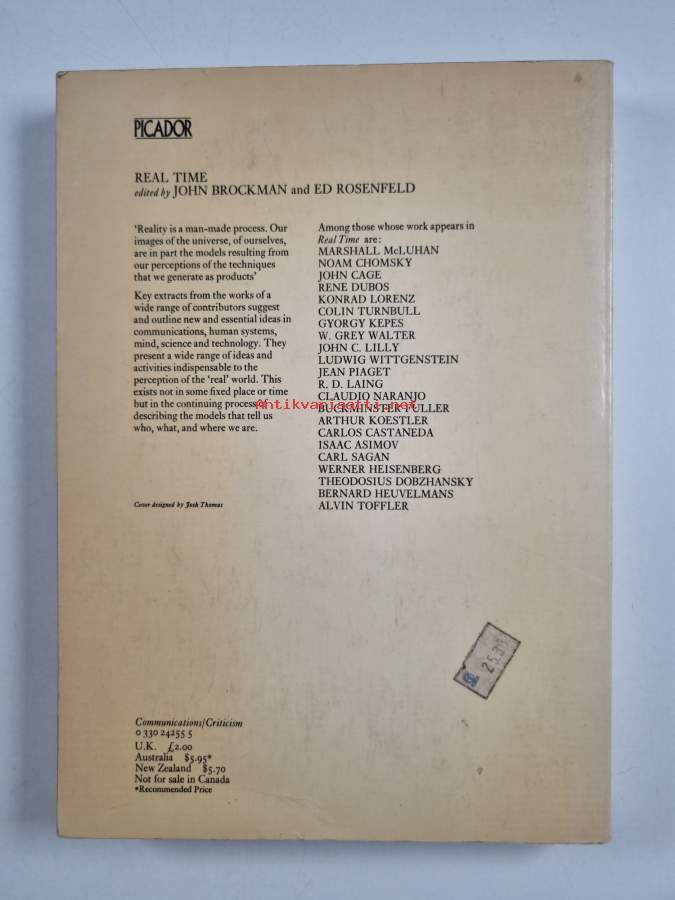 PICADOR
REAL TIME
edited by JOHN BROCKMAN and ED ROSENFELD
‘Reality is a man-made process. Our
images of the universe, of ourselves,
are in part the models resulting from
our perceptions of the techniques
that we generate as products’
Key extracts from the works of a
wide range of contributors suggest
and outline new and essential ideas in
communications, human systems,
mind, science and technology. They
present a wide range of ideas and
activities indispensable to the
perception of the ‘real’ world. This
exists not in some fixed place or time
but in the continuing process of
describing the models that tell us
who, what, and where we are.
Cover designed by Josh Thomas
Among those whose work appears in
Real Time are:
MARSHALL McLUHAN
NOAM CHOMSKY
JOHN CAGE
RENE DUBOS
KONRAD LORENZ
COLIN TURNBULL
GYORGY KEPES
W. GREY WALTER
JOHN C. LILLY
LUDWIG WITTGENSTEIN
JEAN PIAGET
R. D. LAING
CLAUDIO NARANJO
Antikvariaatti.net
BUCKMINSTER FULLER
ARTHUR KOESTLER
CARLOS CASTANEDA
ISAAC ASIMOV
CARL SAGAN
WERNER HEISENBERG
THEODOSIUS DOBZHANSKY
BERNARD HEUVELMANS
ALVIN TOFFLER
Communications/Criticism
0 330 24255 5
U.K. £2.00
Australia $5.95*
New Zealand $5.70
Not for sale in Canada
*Recommended Price